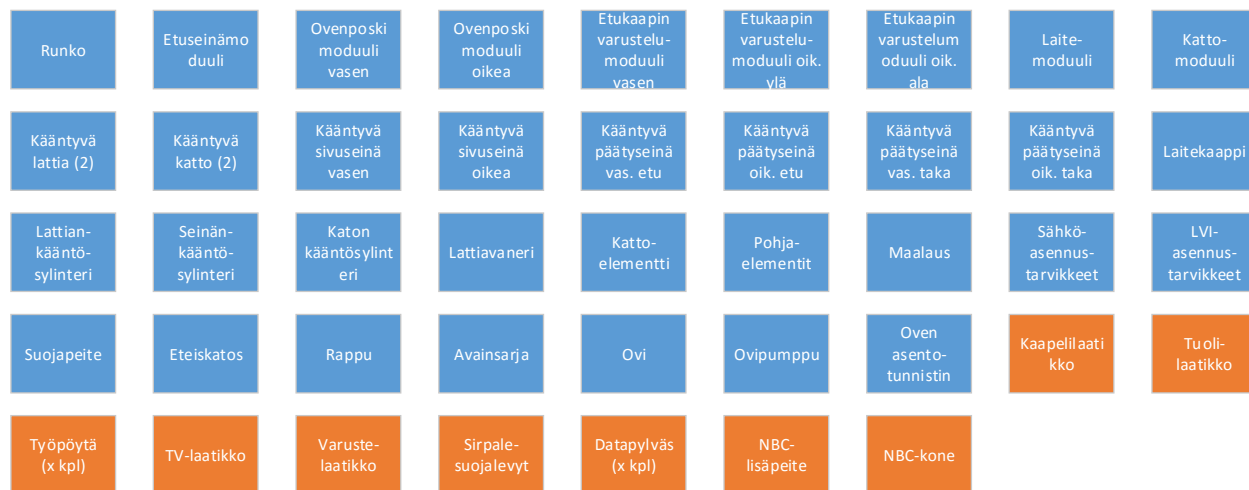 Runko
Etuseinämo
duuli
Ovenposki
moduuli
vasen
Ovenposki
moduuli
oikea
Etukaapin
varustelu-
moduuli
vasen
Etukaapin
varustelu-
moduuli oik.
ylä
Etukaapin
varustelum
oduuli oik.
ala
Laite-
moduuli
Katto-
moduuli
Kääntyvä
lattia (2)
Kääntyvä
katto (2)
Kääntyvä
sivuseinä
vasen
Kääntyvä
sivuseinä
oikea
Kääntyvä
päätyseinä
vas. etu
Kääntyvä
päätyseinä
oik. etu
Kääntyvä
päätyseinä
vas. taka
Kääntyvä
päätyseinä
oik. taka
Laitekaappi
Lattian-
kääntö-
sylinteri
Seinän-
kääntö-
sylinteri
Katon
kääntösylint
eri
Lattiavaneri
Katto-
elementti
Pohja-
elementit
Maalaus
Sähkö-
asennus-
tarvikkeet
LVI-
asennus-
tarvikkeet
Suojapeite
Eteiskatos
Rappu
Avainsarja
Ovi
Ovipumppu
Oven
asento-
tunnistin
Kaapelilaati
kko
Tuoli-
laatikko
Työpöytä
(x kpl)
TV-laatikko
Varuste-
laatikko
Sirpale-
suojalevyt
Datapylväs
(x kpl)
NBC-
lisäpeite
NBC-kone